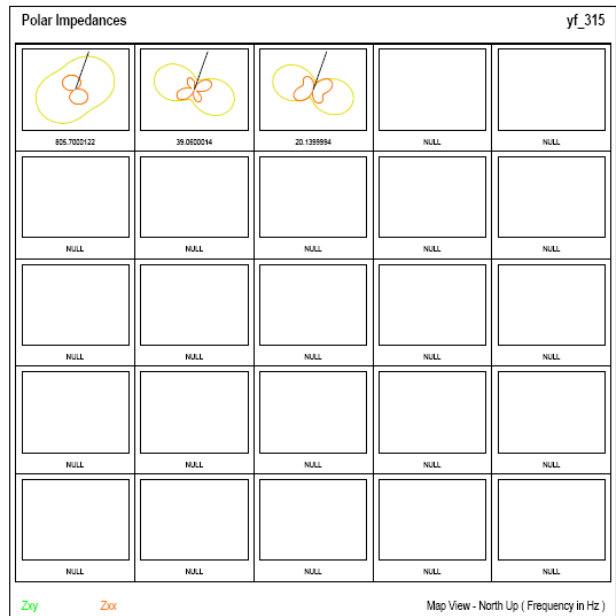 Polar Impedances yf_315
805.7000122 39.0600014 20.1399994 NULL NULL
NULL NULL NULL NULL NULL
NULL NULL NULL NULL NULL
NULL NULL NULL NULL NULL
NULL NULL NULL NULL NULL
Zxy Zxx Map View - North Up ( Frequency in Hz )